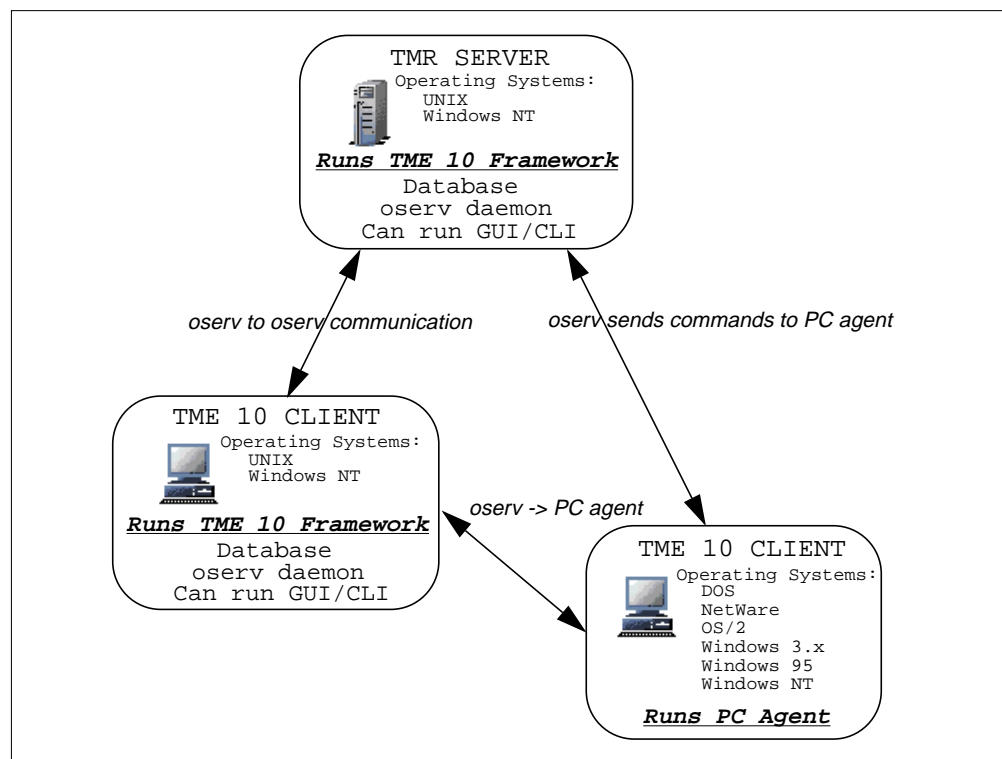 TMR SERVER
Operating Systems:
UNIX
Windows NT
Runs TME 10 Framework
Database
oserv daemon
Can run GUI/CLI
oserv to oserv communication
oserv sends commands to PC agent
TME 10 CLIENT
Operating Systems:
UNIX
Windows NT
Runs TME 10 Framework
Database
oserv daemon
Can run GUI/CLI
oserv -> PC agent
TME 10 CLIENT
Operating Systems:
DOS
NetWare
OS/2
Windows 3.x
Windows 95
Windows NT
Runs PC Agent